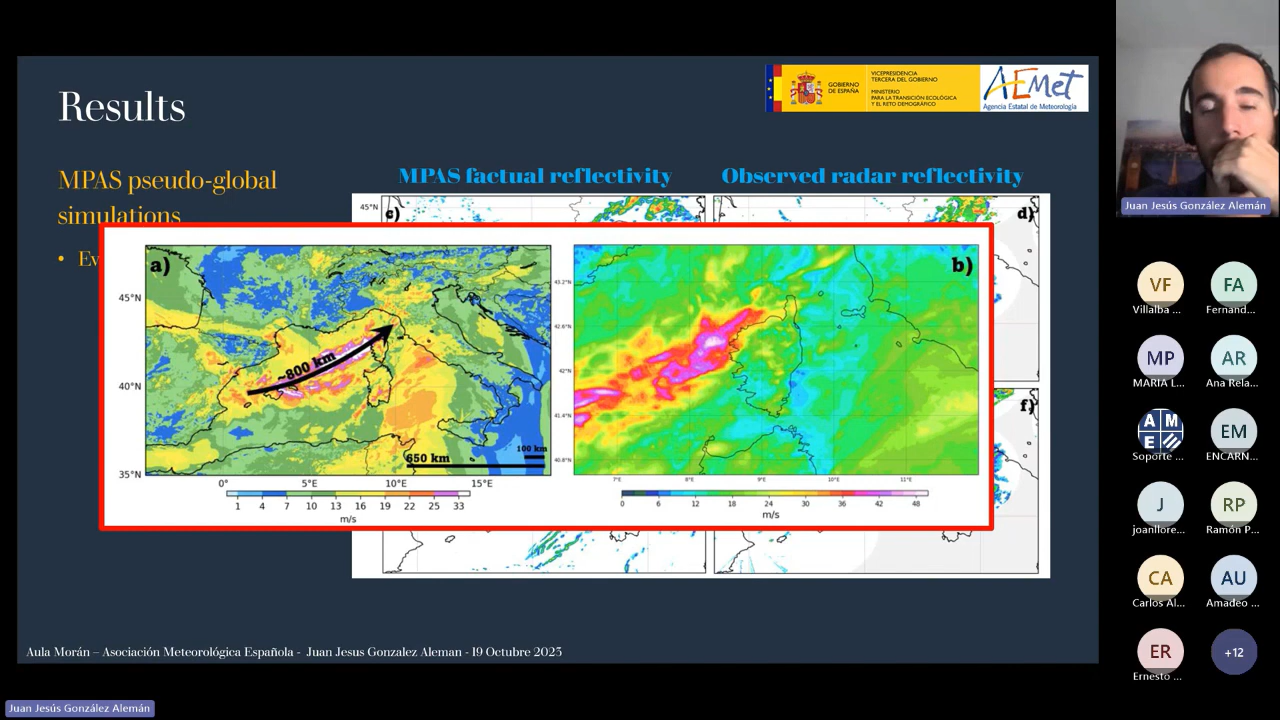 Results
GOBIERNO
DE ESPAÑA
VICEPRESIDENCIA
TERCERA DEL GOBIERNO
MINISTERIO
PARA LA TRANSICIÓN ECOLÓGICA
Y EL RETO DEMOGRÁFICO
AEMet
Agencia Estatal de Meteorología
MPAS pseudo-global
simulations
• Ev
MPAS factual reflectivity
Observed radar reflectivity
45°N
c)
d)
f)
a)
45°N
40°N
35°N
~800 km
650 km
100 km
0°
5°E
10°E
15°E
1 4 7 10 13 16 19 22 25 33
m/s
b)
43.2°N
42.6°N
42°N
41.4°N
40.8°N
7°E
8°E
9°E
10°E
11°E
0 6 12 18 24 30 36 42 48
m/s
Aula Morán – Asociación Meteorológica Española - Juan Jesus Gonzalez Aleman - 19 Octubre 2023
Juan Jesús González Alemán
Juan Jesús González Alemán
VF
Villalba ...
FA
Fernand...
MP
MARIA L...
AR
Ana Rela...
A M E
Soporte ...
EM
ENCARN...
J
joanllore...
RP
Ramón P...
CA
Carlos Al...
AU
Amadeo ...
ER
Ernesto ...
+12